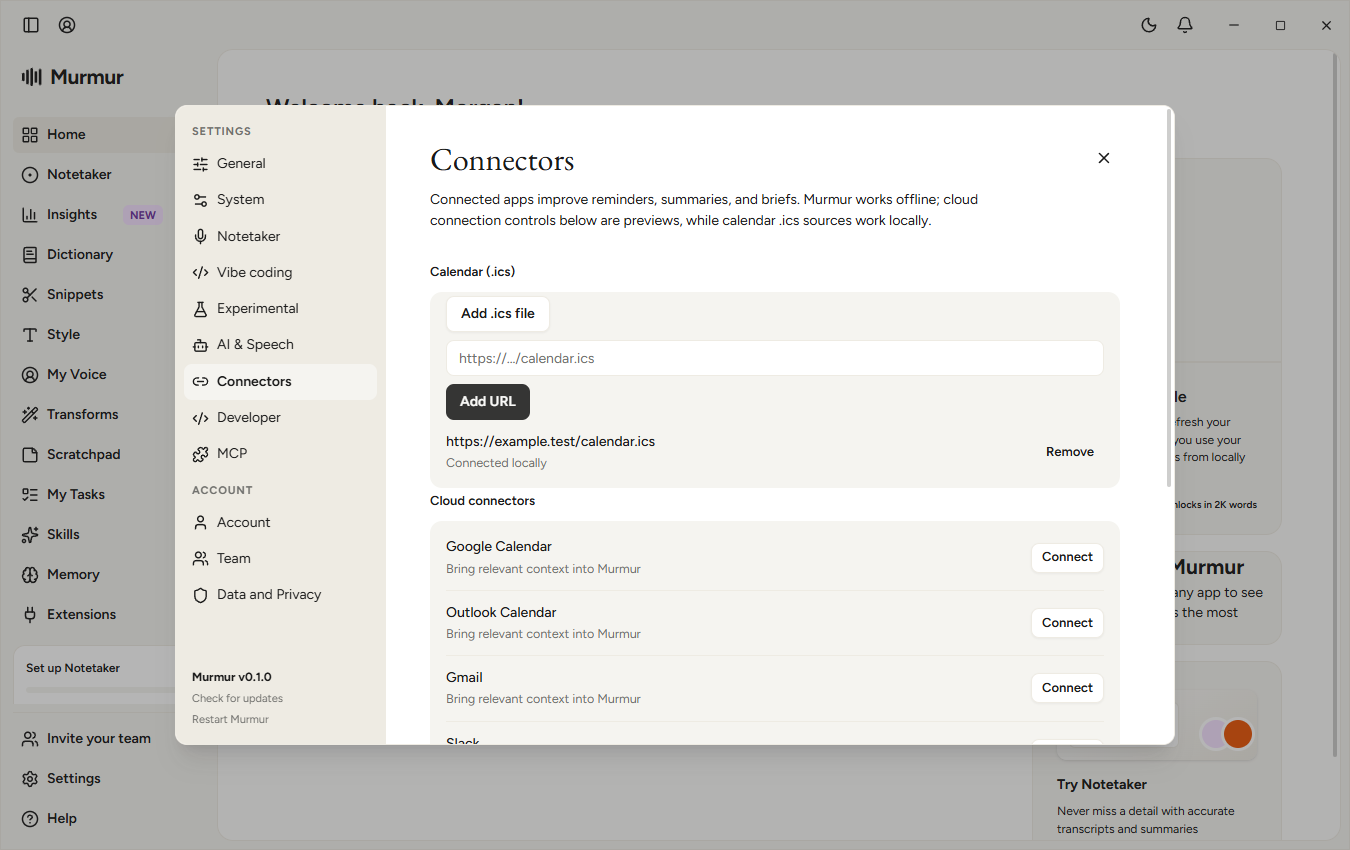 Murmur
Home
Notetaker
Insights NEW
Dictionary
Snippets
Style
My Voice
Transforms
Scratchpad
My Tasks
Skills
Memory
Extensions
Set up Notetaker
Invite your team
Settings
Help
SETTINGS
General
System
Notetaker
Vibe coding
Experimental
AI & Speech
Connectors
Developer
MCP
ACCOUNT
Account
Team
Data and Privacy
Murmur v0.1.0
Check for updates
Restart Murmur
Connectors
Connected apps improve reminders, summaries, and briefs. Murmur works offline; cloud
connection controls below are previews, while calendar .ics sources work locally.
Calendar (.ics)
Add .ics file
https://.../calendar.ics
Add URL
https://example.test/calendar.ics
Connected locally
Remove
Cloud connectors
Google Calendar
Bring relevant context into Murmur
Connect
Outlook Calendar
Bring relevant context into Murmur
Connect
Gmail
Bring relevant context into Murmur
Connect
Slack
you use your
s from locally
nlocks in 2K words
Murmur
any app to see
s the most
Try Notetaker
Never miss a detail with accurate
transcripts and summaries